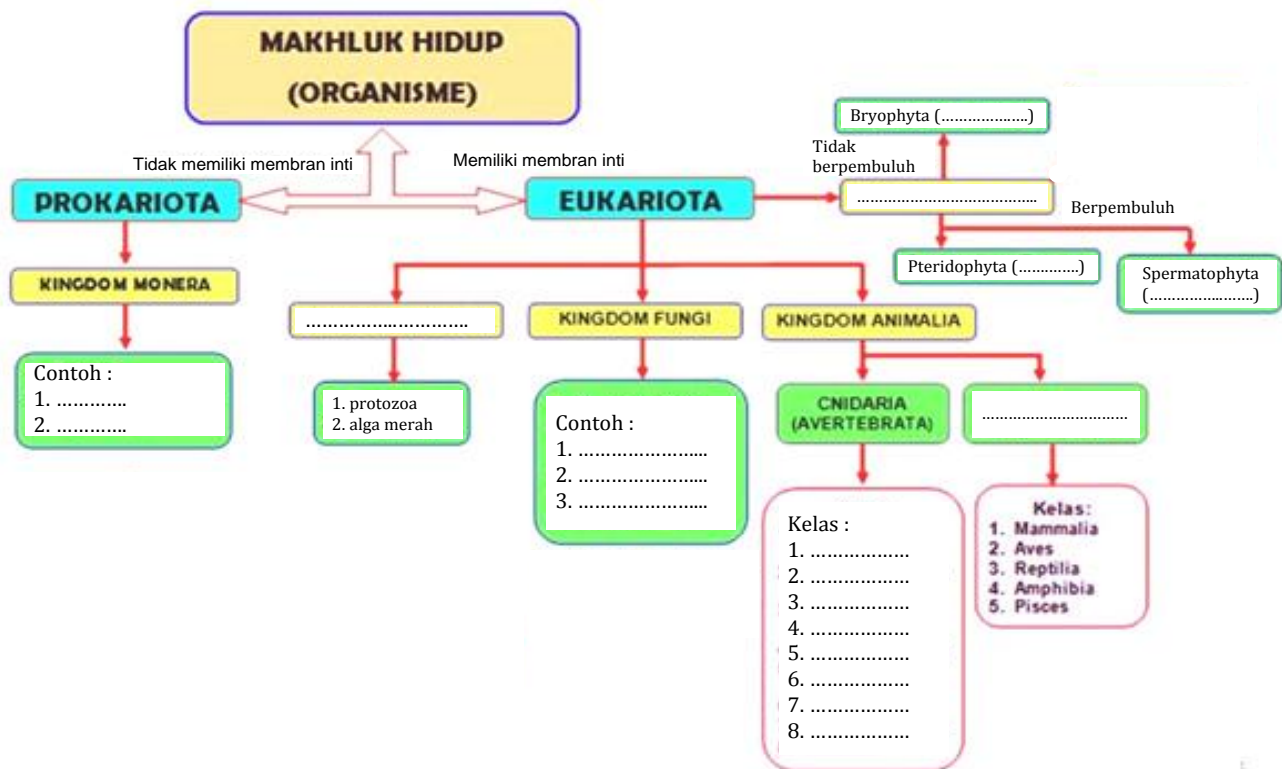 MAKHLUK HIDUP
(ORGANISME)
Tidak memiliki membran inti
Memiliki membran inti
PROKARIOTA
EUKARIOTA
Bryophyta (...................)
Tidak
berpembuluh
........................................
Berpembuluh
Pteridophyta (.............)
Spermatophyta
(......................)
KINGDOM MONERA
..............................
KINGDOM FUNGI
KINGDOM ANIMALIA
Contoh :
1. .............
2. .............
1. protozoa
2. alga merah
Contoh :
1. ........................
2. ........................
3. ........................
CNIDARIA
(AVERTEBRATA)
................................
Kelas :
1. ..................
2. ..................
3. ..................
4. ..................
5. ..................
6. ..................
7. ..................
8. ..................
Kelas:
1. Mammalia
2. Aves
3. Reptilia
4. Amphibia
5. Pisces